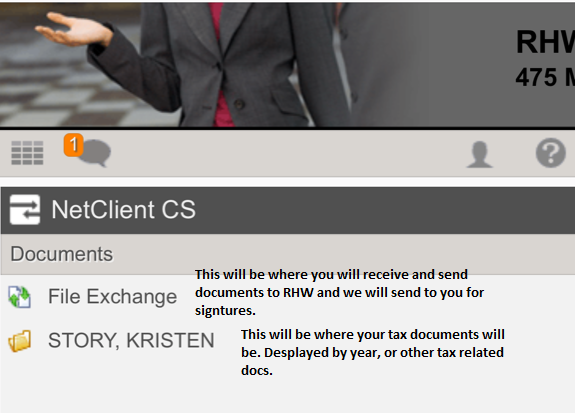 RHW
475 M
1
?
NetClient CS
Documents
File Exchange
This will be where you will receive and send
documents to RHW and we will send to you for
signtures.
STORY, KRISTEN
This will be where your tax documents will
be. Desplayed by year, or other tax related
docs.